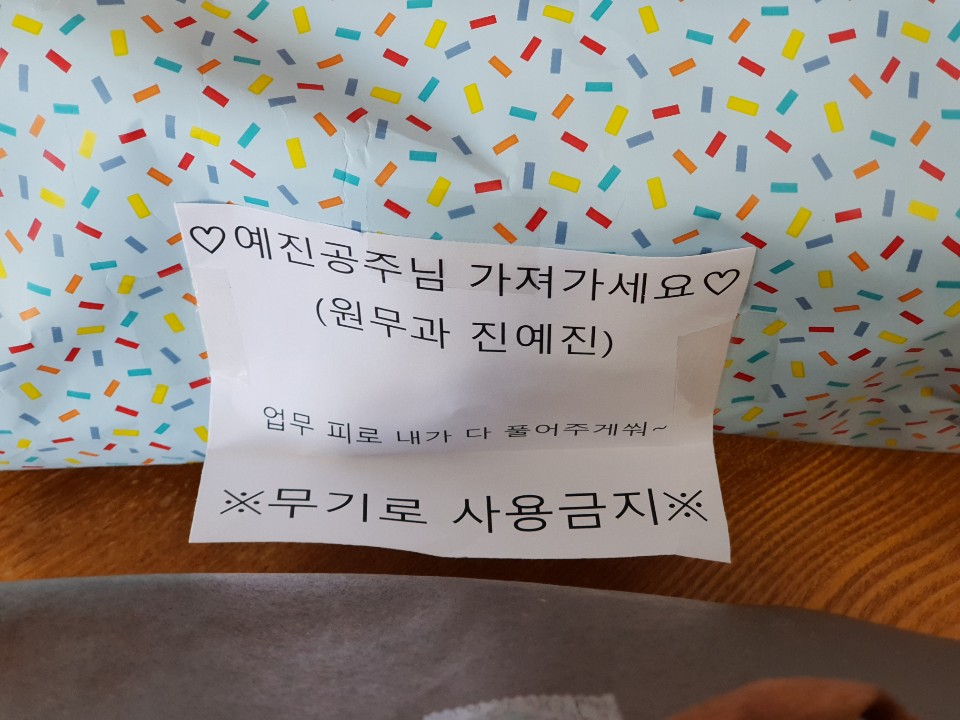 ♡예진공주님 가져가세요♡
(원무과 진예진)
업무 피로 내가 다 풀어주게쒀~
※무기로 사용금지※